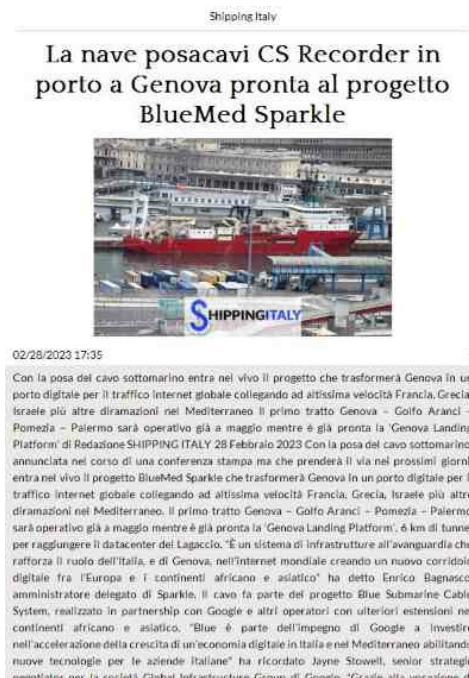 Shipping Italy
La nave posacavi CS Recorder in
porto a Genova pronta al progetto
BlueMed Sparkle
SHIPPINGITALY
02/28/2023 17:35
Con la posa del cavo sottomarino entra nel vivo il progetto che trasformerà Genova in un
porto digitale per il traffico internet globale collegando ad altissima velocità Francia, Grecia,
Israele più altre diramazioni nel Mediterraneo Il primo tratto Genova – Golfo Aranci –
Pomezia – Palermo sarà operativo già a maggio mentre è già pronta la 'Genova Landing
Platform' di Redazione SHIPPING ITALY 28 Febbraio 2023 Con la posa del cavo sottomarino,
annunciata nel corso di una conferenza stampa ma che prenderà il via nei prossimi giorni,
entra nel vivo il progetto BlueMed Sparkle che trasformerà Genova in un porto digitale per il
traffico internet globale collegando ad altissima velocità Francia, Grecia, Israele più altre
diramazioni nel Mediterraneo. Il primo tratto Genova – Golfo Aranci – Pomezia – Palermo
sarà operativo già a maggio mentre è già pronta la 'Genova Landing Platform', 6 km di tunnel
per raggiungere il datacenter del Lagaccio. "È un sistema di infrastrutture all'avanguardia che
rafforza il ruolo dell'Italia, e di Genova, nell'internet mondiale creando un nuovo corridoio
digitale fra l'Europa e i continenti africano e asiatico" ha detto Enrico Bagnasco,
amministratore delegato di Sparkle. Il cavo fa parte del progetto Blue Submarine Cable
System, realizzato in partnership con Google e altri operatori con ulteriori estensioni nei
continenti africano e asiatico. "Blue è parte dell'impegno di Google a investire
nell'accelerazione della crescita di un'economia digitale in Italia e nel Mediterraneo abilitando
nuove tecnologie per le aziende italiane" ha ricordato Jayne Stowell, senior strategic
negotiator per la società Global Infrastructure Group di Google. "Grazie alla vocazione di